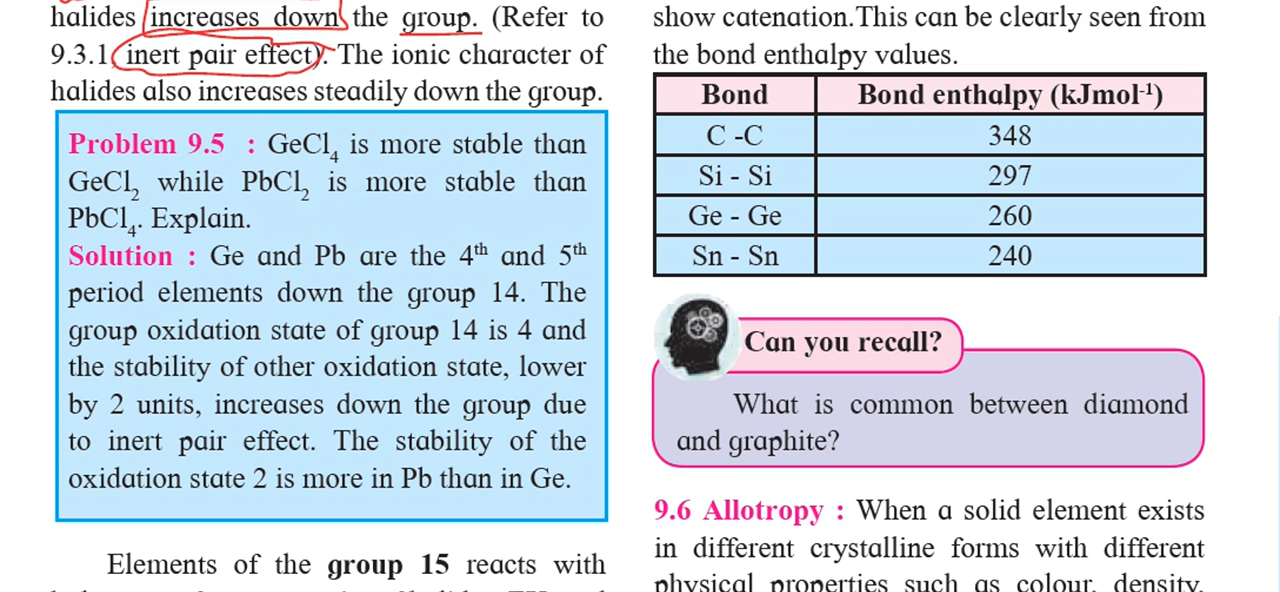 halides increases down the group. (Refer to
9.3.1, inert pair effect). The ionic character of
halides also increases steadily down the group.
Problem 9.5 : GeCl₄ is more stable than
GeCl₂ while PbCl₂ is more stable than
PbCl₄. Explain.
Solution : Ge and Pb are the 4ᵗʰ and 5ᵗʰ
period elements down the group 14. The
group oxidation state of group 14 is 4 and
the stability of other oxidation state, lower
by 2 units, increases down the group due
to inert pair effect. The stability of the
oxidation state 2 is more in Pb than in Ge.
Elements of the group 15 reacts with
show catenation.This can be clearly seen from
the bond enthalpy values.
Bond Bond enthalpy (kJmol⁻¹)
C -C 348
Si - Si 297
Ge - Ge 260
Sn - Sn 240
Can you recall?
What is common between diamond
and graphite?
9.6 Allotropy : When a solid element exists
in different crystalline forms with different
physical properties such as colour, density,